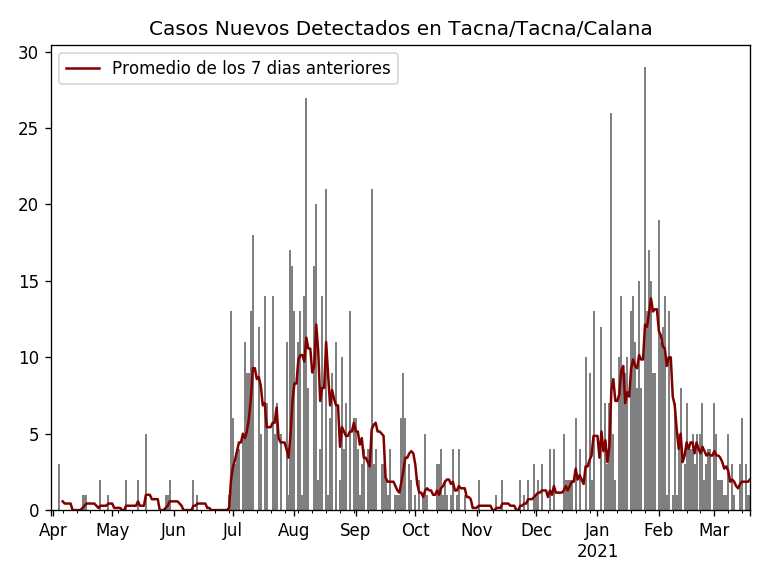 Casos Nuevos Detectados en Tacna/Tacna/Calana
Promedio de los 7 dias anteriores
30
25
20
15
10
5
0
Apr May Jun Jul Aug Sep Oct Nov Dec Jan Feb Mar
2021